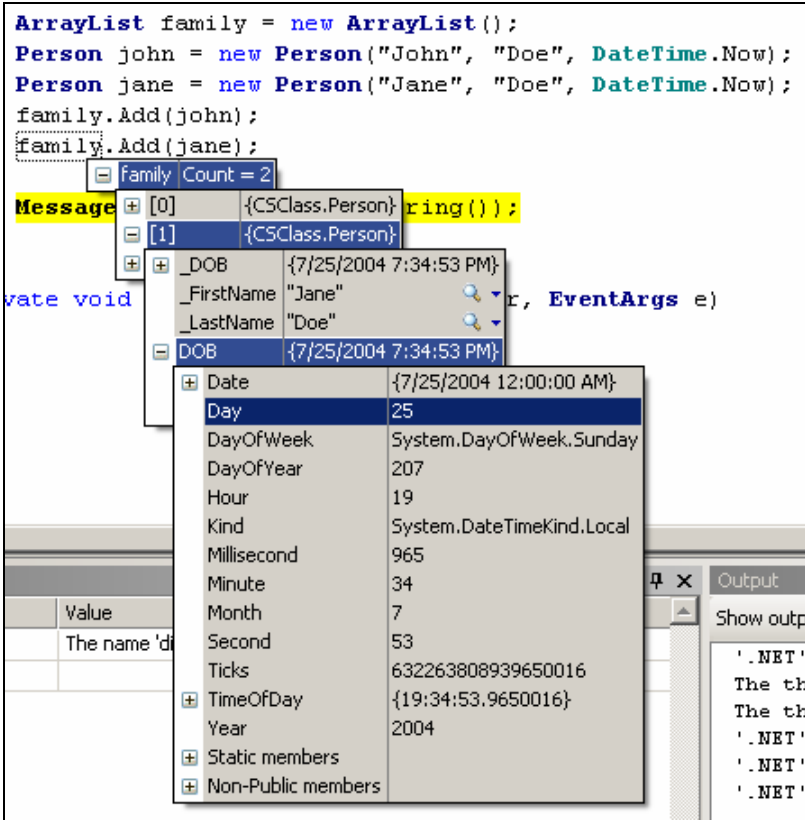 ArrayList family = new ArrayList();
Person john = new Person("John", "Doe", DateTime.Now);
Person jane = new Person("Jane", "Doe", DateTime.Now);
family.Add(john);
family.Add(jane);
family Count = 2
Message [0] {CSClass.Person} ring());
[1] {CSClass.Person}
_DOB {7/25/2004 7:34:53 PM}
vate void _FirstName "Jane" r, EventArgs e)
_LastName "Doe"
DOB {7/25/2004 7:34:53 PM}
Date {7/25/2004 12:00:00 AM}
Day 25
DayOfWeek System.DayOfWeek.Sunday
DayOfYear 207
Hour 19
Kind System.DateTimeKind.Local
Millisecond 965
Minute 34
Month 7
Second 53
Ticks 632263808939650016
TimeOfDay {19:34:53.9650016}
Year 2004
Static members
Non-Public members
Value
The name 'di
Output
Show outp
'.NET'
The th
The th
'.NET'
'.NET'
'.NET'